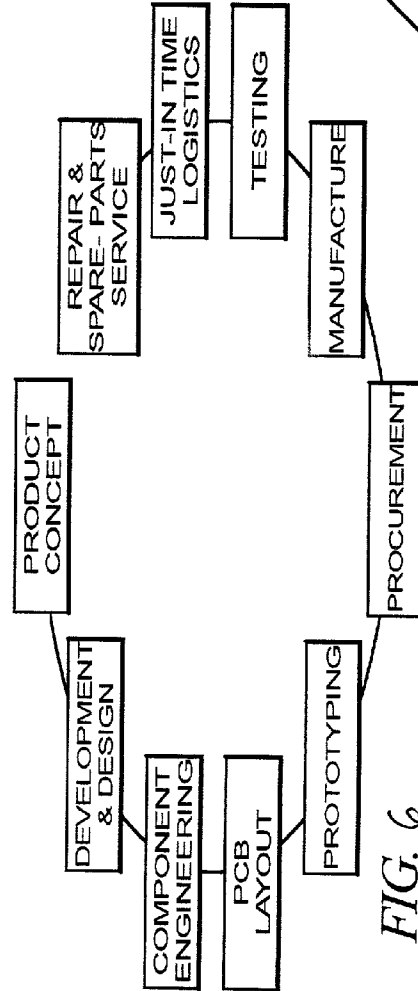 PRODUCT
CONCEPT
DEVELOPMENT
& DESIGN
COMPONENT
ENGINEERING
PCB
LAYOUT
PROTOTYPING
PROCUREMENT
MANUFACTURE
TESTING
JUST-IN TIME
LOGISTICS
REPAIR &
SPARE- PARTS
SERVICE
FIG. 6